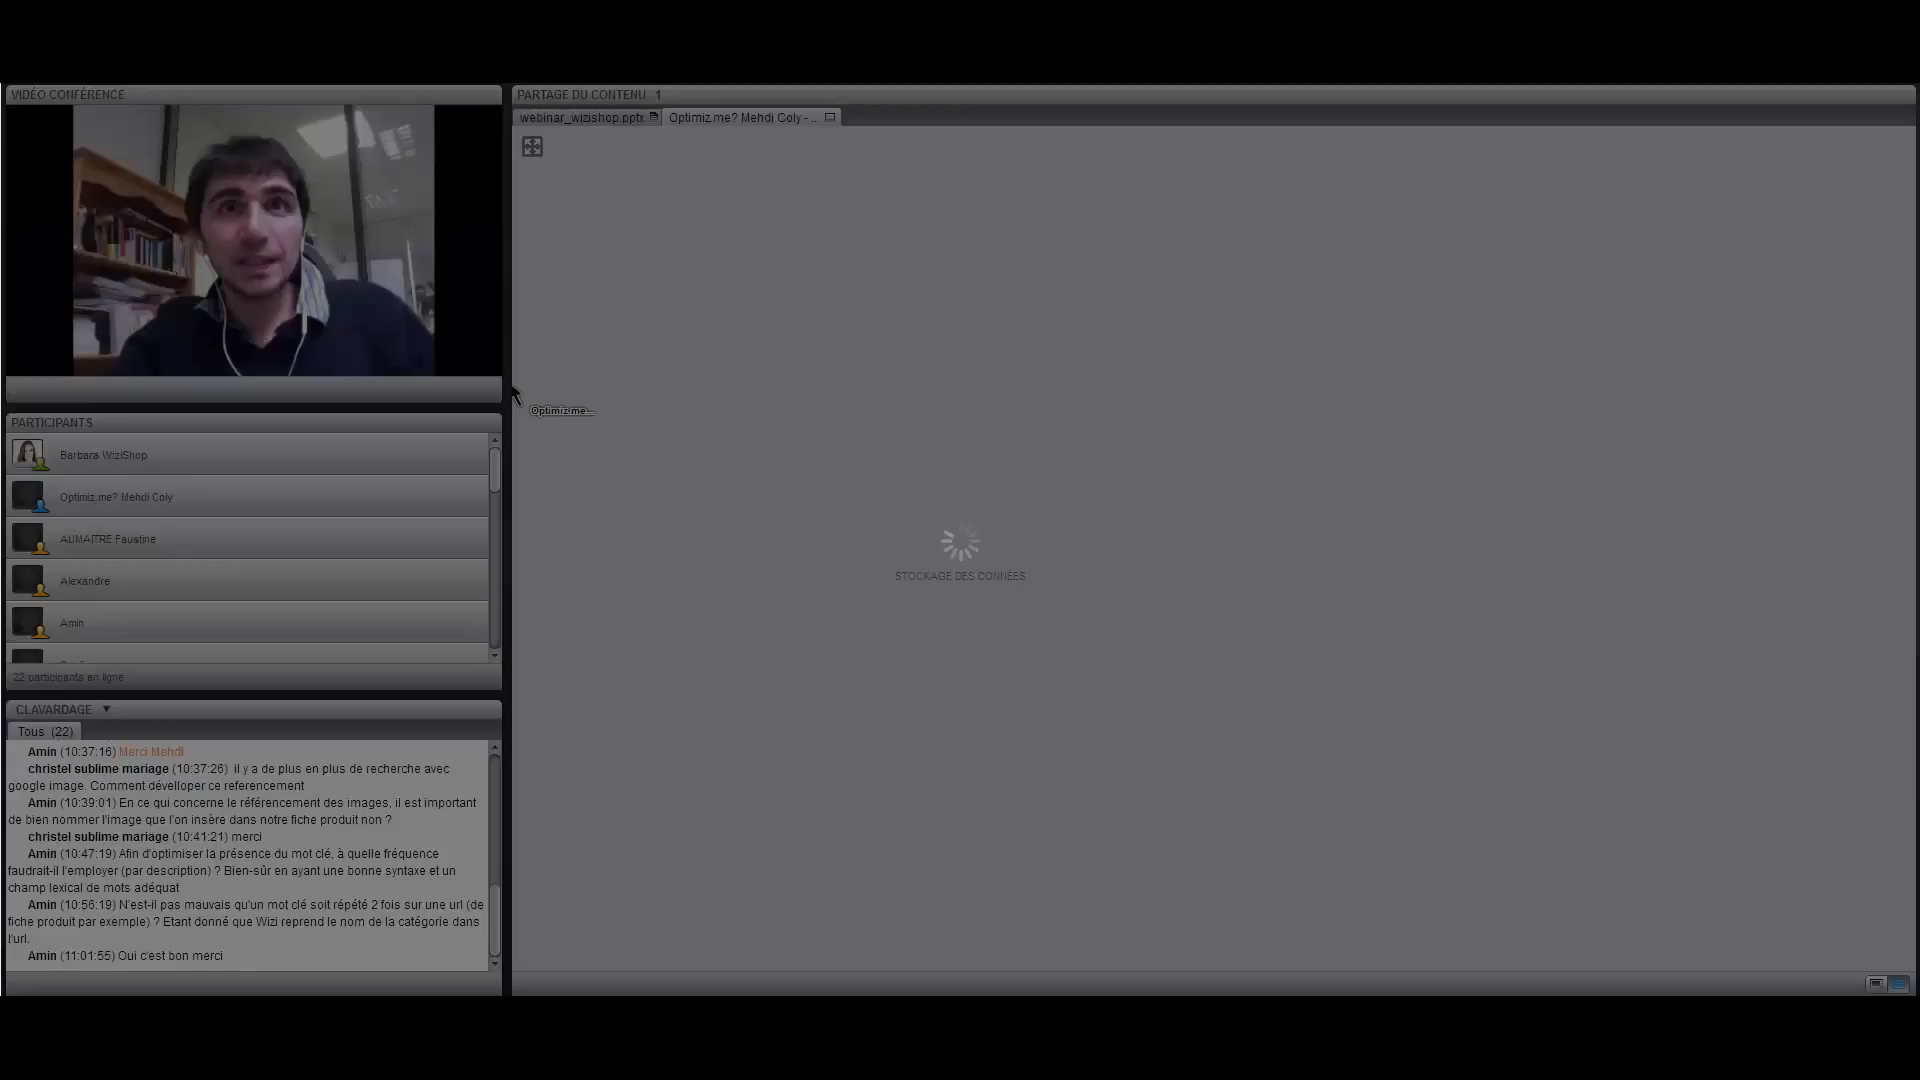 VIDÉO CONFÉRENCE
PARTAGE DU CONTENU 1
webinar_wizishop.pptx
Optimiz.me? Mehdi Coly - ...
Optimiz.me...
PARTICIPANTS
Barbara WiziShop
Optimiz.me? Mehdi Coly
AUMAITRE Faustine
Alexandre
Amin
22 participants en ligne
STOCKAGE DES DONNÉES
CLAVARDAGE
Tous (22)
Amin (10:37:16) Merci Mehdi
christel sublime mariage (10:37:26) il y a de plus en plus de recherche avec
google image. Comment dévelloper ce referencement
Amin (10:39:01) En ce qui concerne le référencement des images, il est important
de bien nommer l'image que l'on insère dans notre fiche produit non ?
christel sublime mariage (10:41:21) merci
Amin (10:47:19) Afin d'optimiser la présence du mot clé, à quelle fréquence
faudrait-il l'employer (par description) ? Bien-sûr en ayant une bonne syntaxe et un
champ lexical de mots adéquat
Amin (10:56:19) N'est-il pas mauvais qu'un mot clé soit répété 2 fois sur une url (de
fiche produit par exemple) ? Etant donné que Wizi reprend le nom de la catégorie dans
l'url.
Amin (11:01:55) Oui c'est bon merci